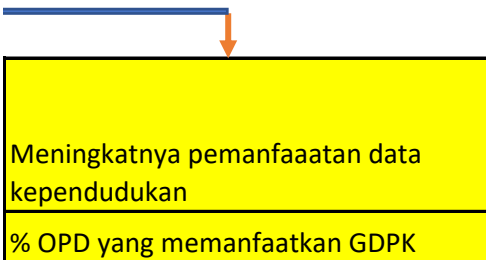 Meningkatnya pemanfaaatan data
kependudukan
% OPD yang memanfaatkan GDPK